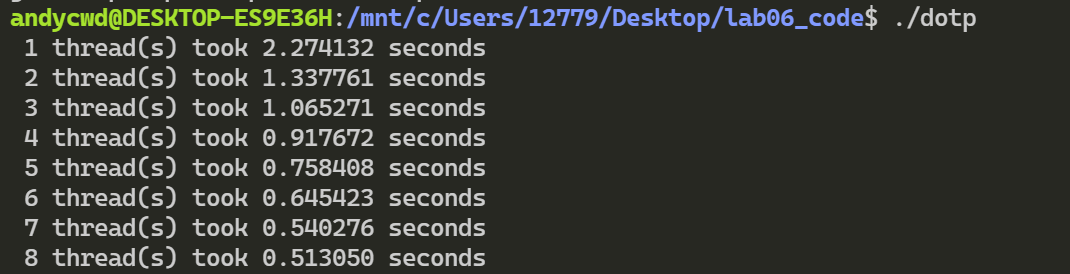 andycwd@DESKTOP-ES9E36H:/mnt/c/Users/12779/Desktop/lab06_code$ ./dotp
 1 thread(s) took 2.274132 seconds
 2 thread(s) took 1.337761 seconds
 3 thread(s) took 1.065271 seconds
 4 thread(s) took 0.917672 seconds
 5 thread(s) took 0.758408 seconds
 6 thread(s) took 0.645423 seconds
 7 thread(s) took 0.540276 seconds
 8 thread(s) took 0.513050 seconds